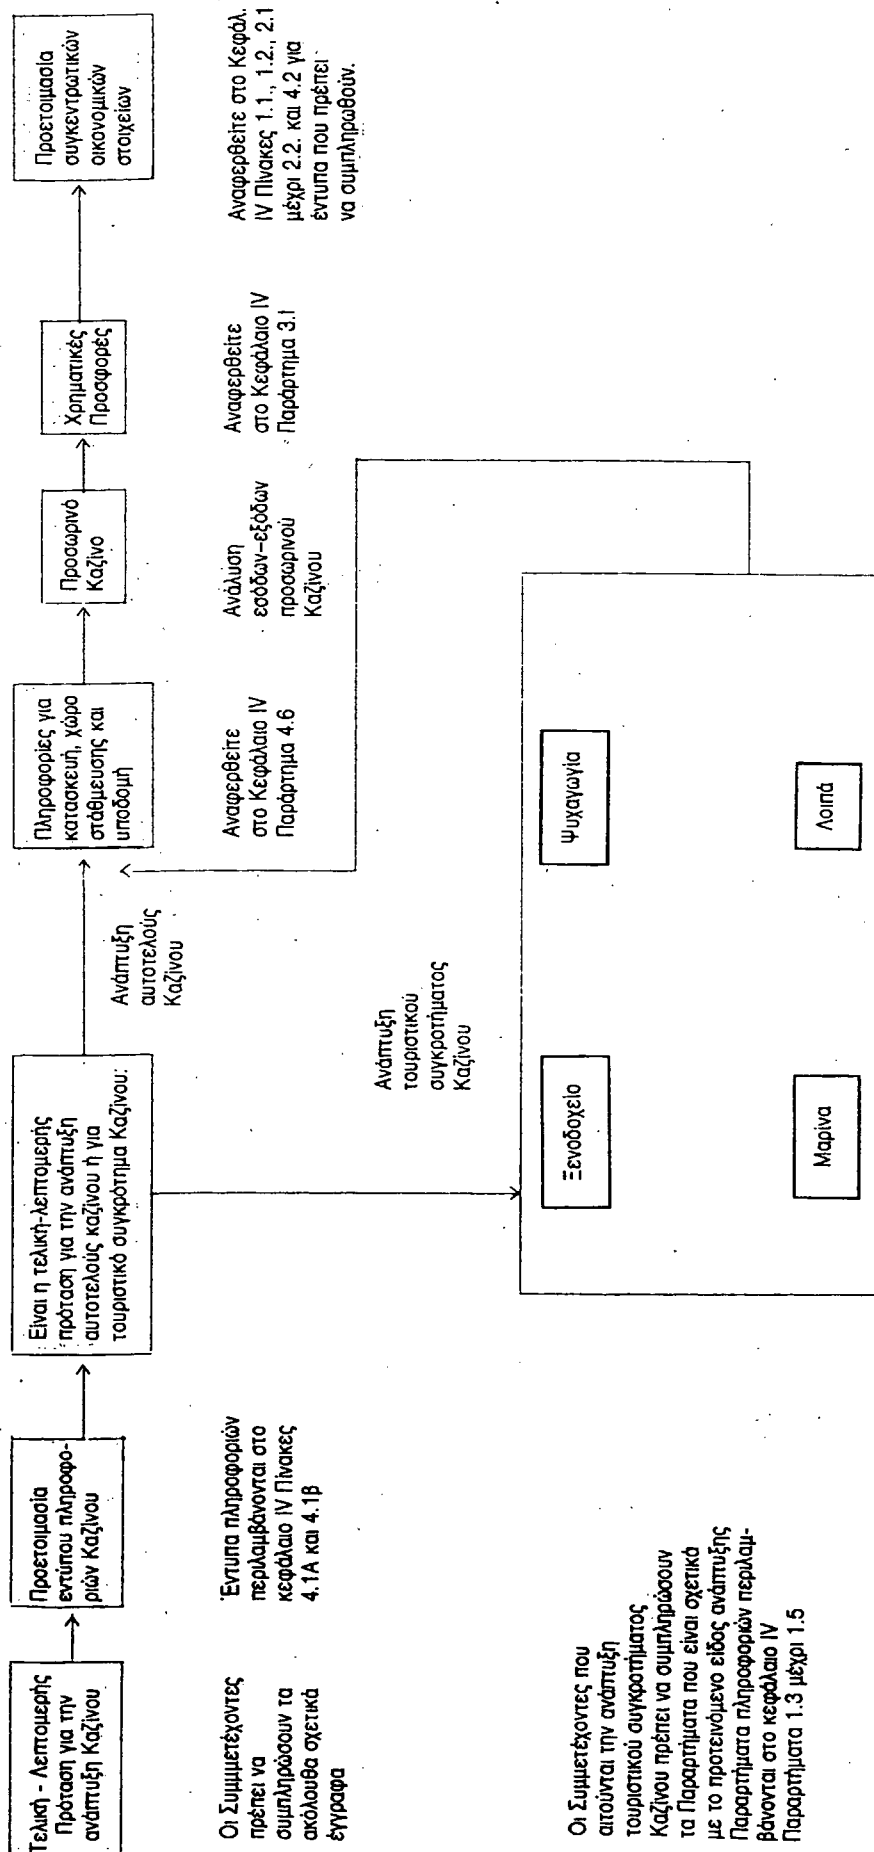 Τελική - Λεπτομερής
Πρόταση για την
ανάπτυξη Καζίνου
Προετοιμασία
εντύπου πληροφο-
ριών Καζίνου
Είναι η τελική-λεπτομερής
πρόταση για την ανάπτυξη
αυτοτελούς καζίνου ή για
τουριστικό συγκρότημα Καζίνου:
Ανάπτυξη
αυτοτελούς
Καζίνου
Πληροφορίες για
κατασκευή, χώρο
στάθμευσης και
υποδομή
Προσωρινό
Καζίνο
Χρηματικές
Προσφορές
Προετοιμασία
συγκεντρωτικών
οικονομικών
στοιχείων
Οι Συμμετέχοντες
πρέπει να
συμπληρώσουν τα
ακόλουθα σχετικά
έγγραφα
Έντυπα πληροφοριών
περιλαμβάνονται στο
κεφάλαιο IV Πίνακες
4.1A και 4.1β
Αναφερθείτε
στο Κεφάλαιο IV
Παράρτημα 4.6
Ανάλυση
εσόδων-εξόδων
προσωρινού
Καζίνου
Αναφερθείτε
στο Κεφάλαιο IV
Παράρτημα 3.1
Αναφερθείτε στο Κεφάλ.
IV Πίνακες 1.1., 1.2., 2.1
μέχρι 2.2. και 4.2 για
έντυπα που πρέπει
να συμπληρωθούν.
Ανάπτυξη
τουριστικού
συγκροτήματος
Καζίνου
Ξενοδοχείο
Ψυχαγωγία
Μαρίνα
Λοιπά
Οι Συμμετέχοντες που
αιτούνται την ανάπτυξη
τουριστικού συγκροτήματος
Καζίνου πρέπει να συμπληρώσουν
τα Παραρτήματα που είναι σχετικά
με το προτεινόμενο είδος ανάπτυξης
Παραρτήματα πληροφοριών περιλαμ-
βάνονται στο κεφάλαιο IV
Παραρτήματα 1.3 μέχρι 1.5